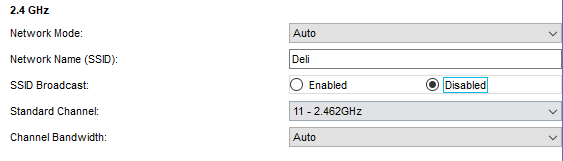 2.4 GHz
Network Mode: Auto
Network Name (SSID): Deli
SSID Broadcast: Enabled Disabled
Standard Channel: 11 - 2.462GHz
Channel Bandwidth: Auto